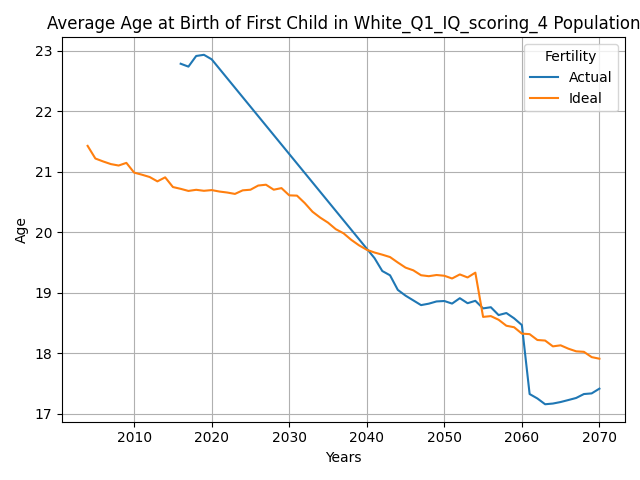 Average Age at Birth of First Child in White_Q1_IQ_scoring_4 Population
Fertility
Actual
Ideal
Age
23
22
21
20
19
18
17
2010 2020 2030 2040 2050 2060 2070
Years